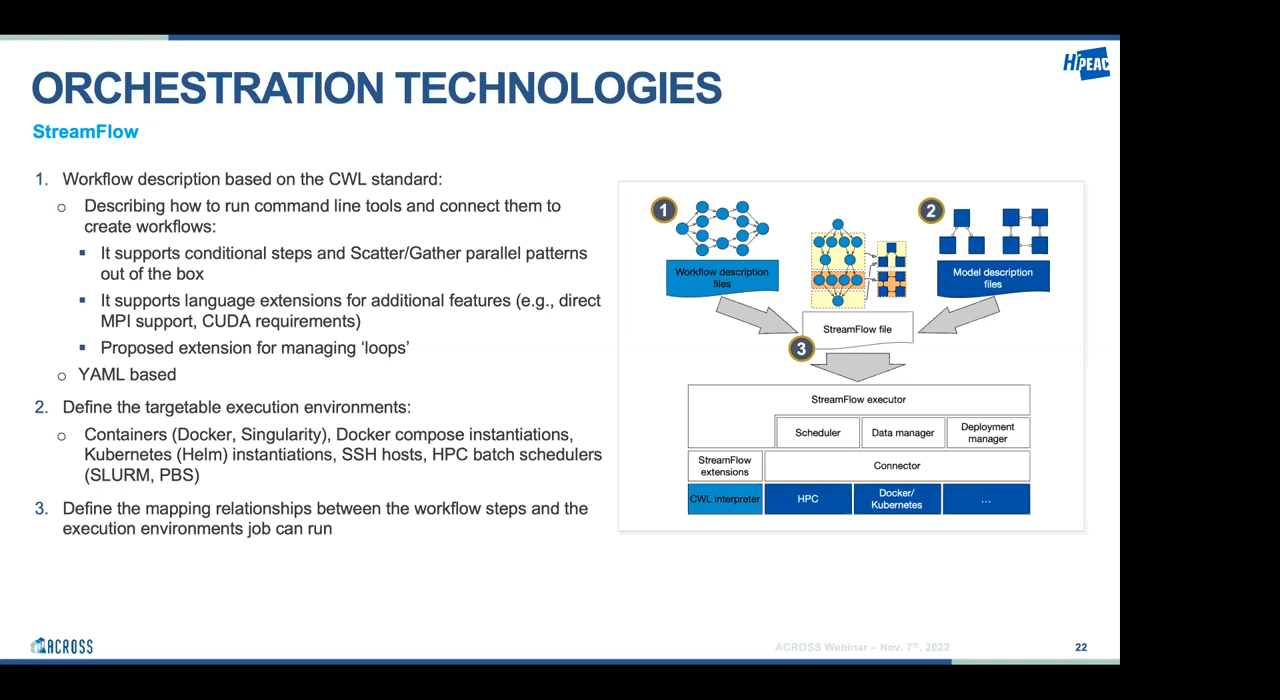 HiPEAC
ORCHESTRATION TECHNOLOGIES
StreamFlow
1. Workflow description based on the CWL standard:
o Describing how to run command line tools and connect them to
create workflows:
▪ It supports conditional steps and Scatter/Gather parallel patterns
out of the box
▪ It supports language extensions for additional features (e.g., direct
MPI support, CUDA requirements)
▪ Proposed extension for managing ‘loops’
o YAML based
2. Define the targetable execution environments:
o Containers (Docker, Singularity), Docker compose instantiations,
Kubernetes (Helm) instantiations, SSH hosts, HPC batch schedulers
(SLURM, PBS)
3. Define the mapping relationships between the workflow steps and the
execution environments job can run
1
Workflow description
files
2
Model description
files
StreamFlow file
3
StreamFlow executor
Scheduler
Data manager
Deployment
manager
StreamFlow
extensions
Connector
CWL interpreter
HPC
Docker/
Kubernetes
...
ACROSS
ACROSS Webinar – Nov. 7th, 2022
22